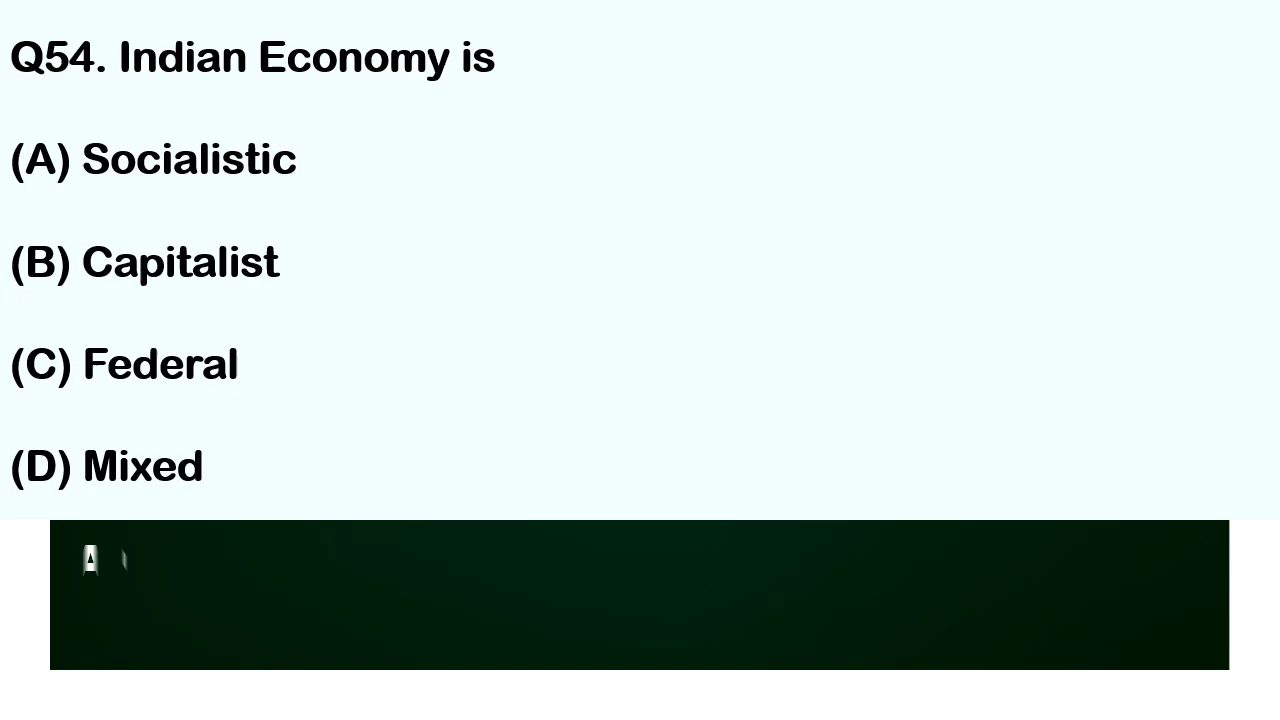 Q54. Indian Economy is
(A) Socialistic
(B) Capitalist
(C) Federal
(D) Mixed
A